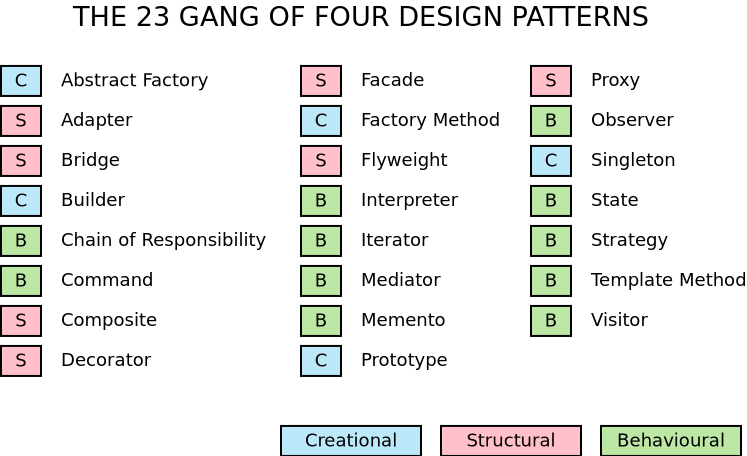 THE 23 GANG OF FOUR DESIGN PATTERNS
C Abstract Factory
S Adapter
S Bridge
C Builder
B Chain of Responsibility
B Command
S Composite
S Decorator
S Facade
C Factory Method
S Flyweight
B Interpreter
B Iterator
B Mediator
B Memento
C Prototype
S Proxy
B Observer
C Singleton
B State
B Strategy
B Template Method
B Visitor
Creational Structural Behavioural